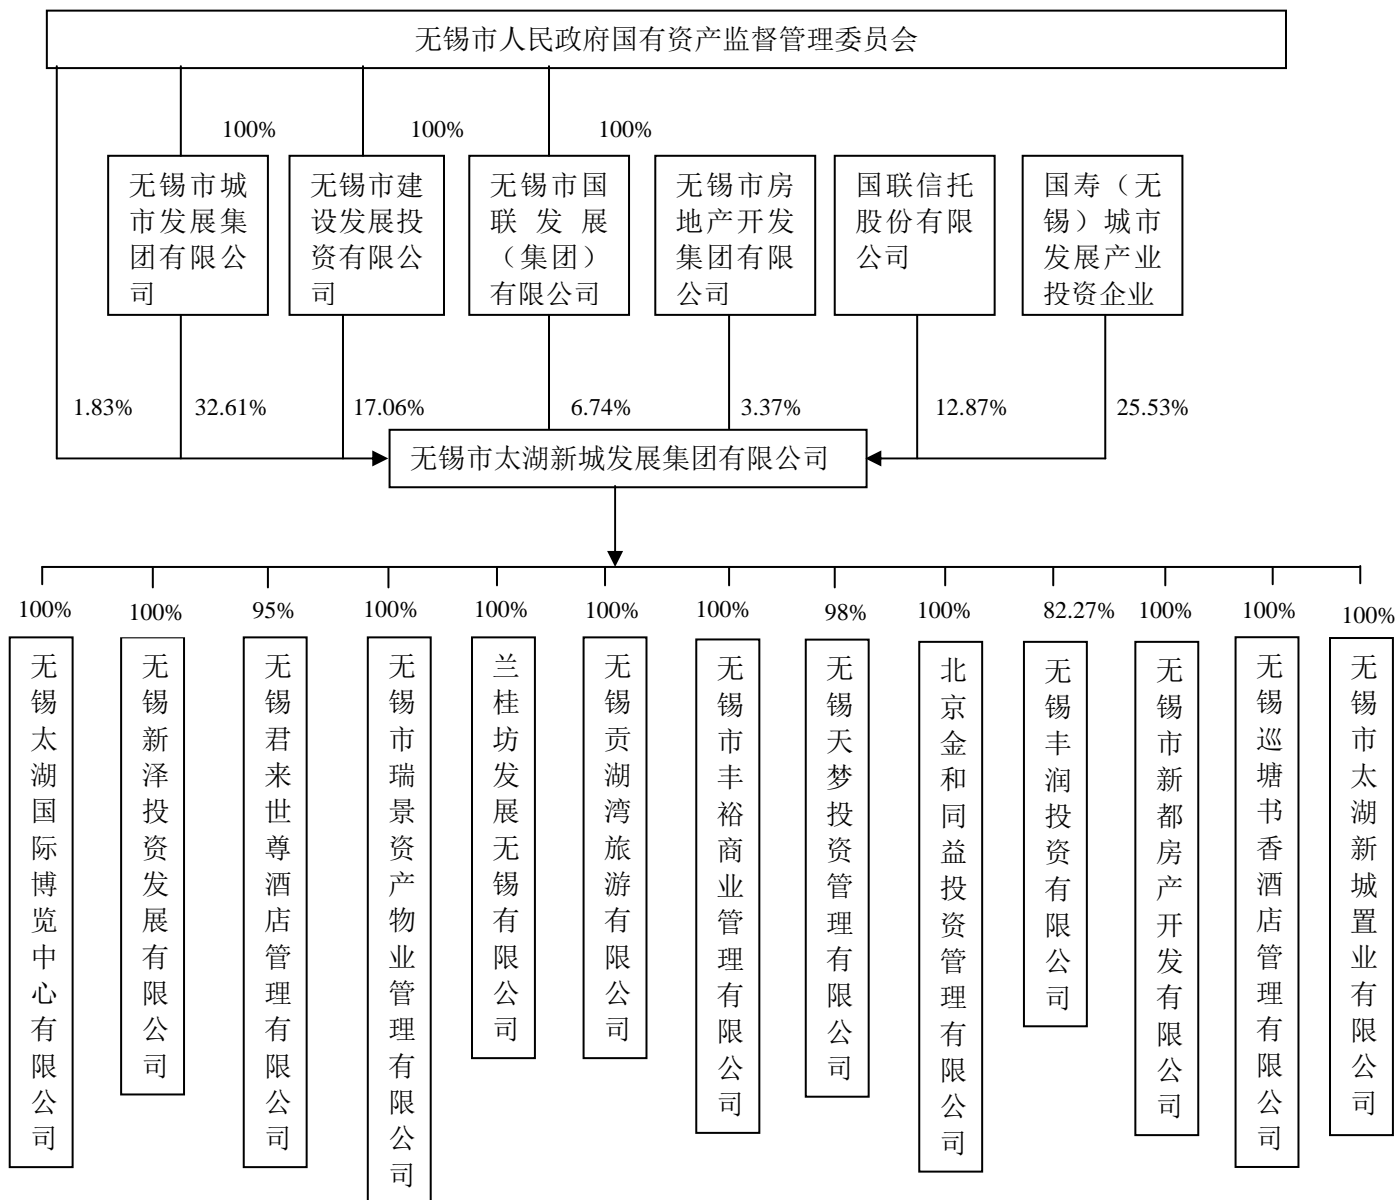 无锡市人民政府国有资产监督管理委员会
100%
100%
100%
无锡市城
市发展集
团有限公
司
无锡市建
设发展投
资有限公
司
无锡市国
联发展
（集团）
有限公司
无锡市房
地产开发
集团有限
公司
国联信托
股份有限
公司
国寿（无
锡）城市
发展产业
投资企业
1.83%
32.61%
17.06%
6.74%
3.37%
12.87%
25.53%
无锡市太湖新城发展集团有限公司
100%
100%
95%
100%
100%
100%
100%
98%
100%
82.27%
100%
100%
100%
无锡太湖国际博览中心有限公司
无锡新泽投资发展有限公司
无锡君来世尊酒店管理有限公司
无锡市瑞景资产物业管理有限公司
兰桂坊发展无锡有限公司
无锡贡湖湾旅游有限公司
无锡市丰裕商业管理有限公司
无锡天梦投资管理有限公司
北京金和同益投资管理有限公司
无锡丰润投资有限公司
无锡市新都房产开发有限公司
无锡巡塘书香酒店管理有限公司
无锡市太湖新城置业有限公司